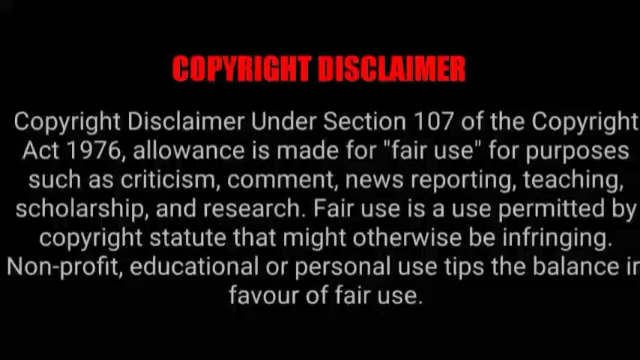 COPYRIGHT DISCLAIMER
Copyright Disclaimer Under Section 107 of the Copyright
Act 1976, allowance is made for "fair use" for purposes
such as criticism, comment, news reporting, teaching,
scholarship, and research. Fair use is a use permitted by
copyright statute that might otherwise be infringing.
Non-profit, educational or personal use tips the balance in
favour of fair use.